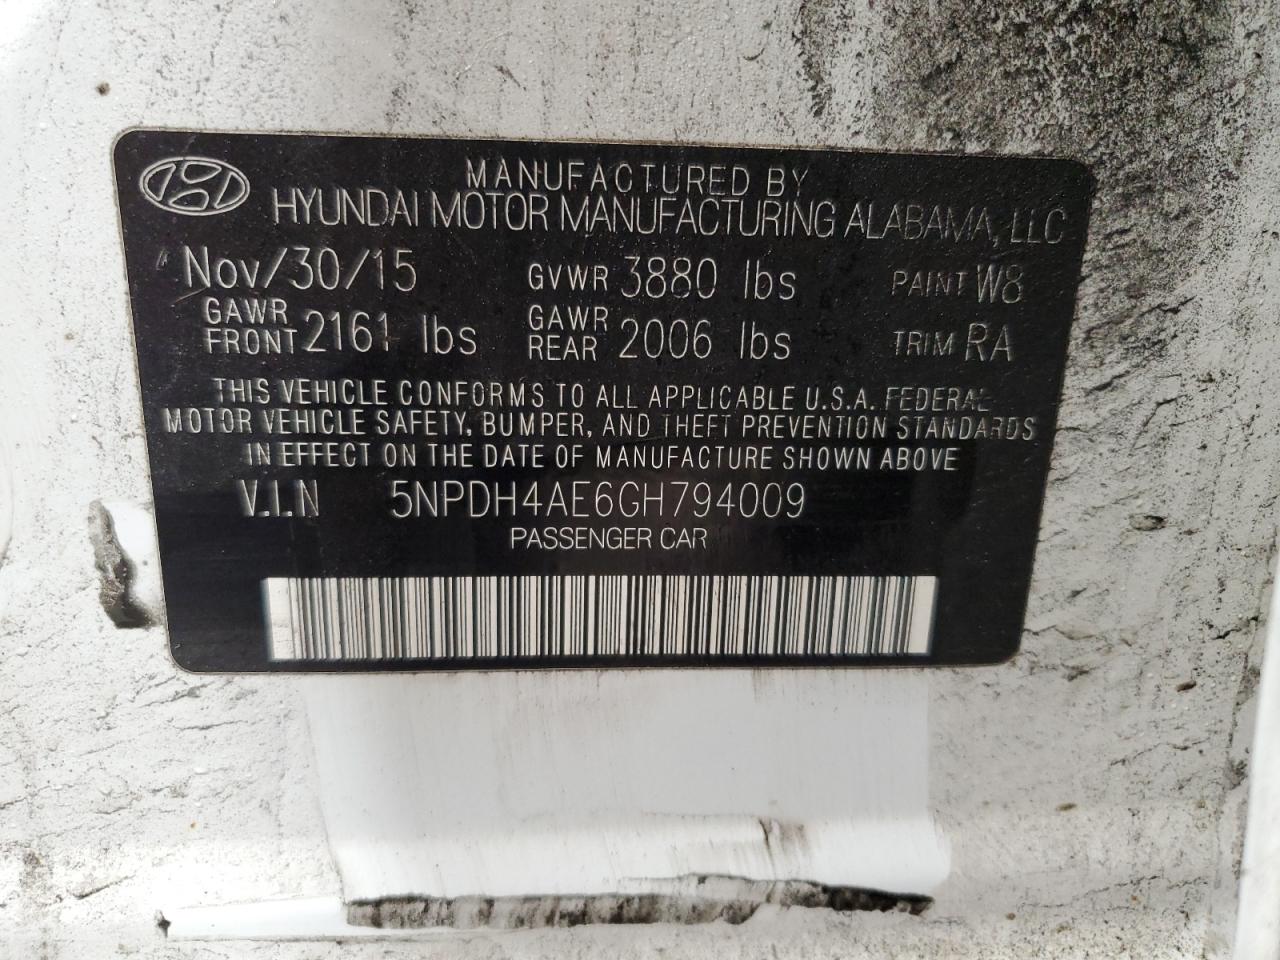 MANUFACTURED BY
HYUNDAI MOTOR MANUFACTURING ALABAMA, LLC
Nov/30/15 GVWR 3880 lbs PAINT W8
GAWR FRONT 2161 lbs GAWR REAR 2006 lbs TRIM RA
THIS VEHICLE CONFORMS TO ALL APPLICABLE U.S.A. FEDERAL
MOTOR VEHICLE SAFETY, BUMPER, AND THEFT PREVENTION STANDARDS
IN EFFECT ON THE DATE OF MANUFACTURE SHOWN ABOVE
V.I.N 5NPDH4AE6GH794009
PASSENGER CAR